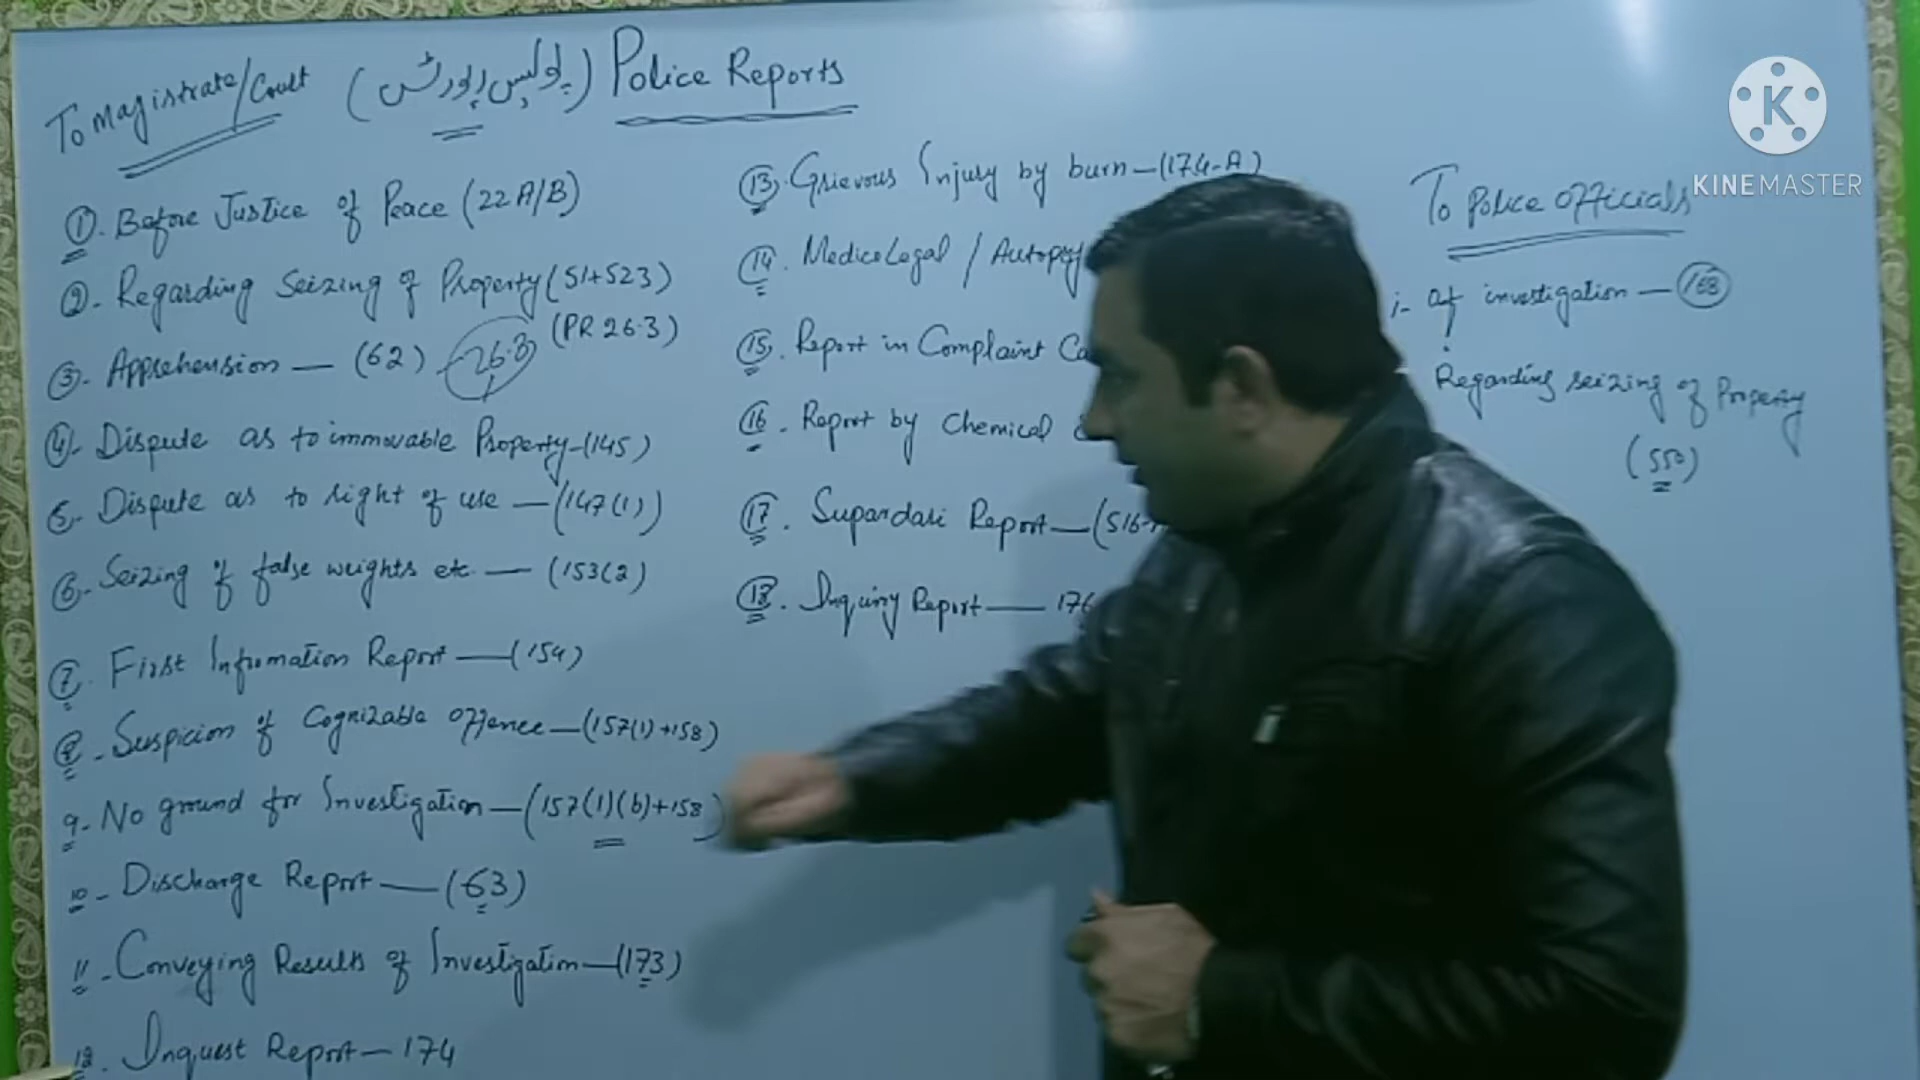 To Magistrate/Court (پولیس رپورٹس) Police Reports
① Before Justice of Peace (22A/B)
②- Regarding Seizing of Property (51+523)
(PR 26.3)
③- Apprehension — (62) - 26.3
④- Dispute as to immovable Property-(145)
⑤- Dispute as to right of use — (147(1))
⑥- Seizing of false weights etc — (153(2)
⑦. First Infromation Report — (154)
⑧- Suspicion of Cognizable offence — (157(1)+158)
9- No ground for Investigation — (157(1)(b)+158)
10- Discharge Report — (63)
11- Conveying Results of Investigation — (173)
12. Inquest Report — 174
⑬. Grievous Injury by burn — (174-A)
⑭. MedicoLegal / Autopsy
⑮. Report in Complaint
⑯. Report by Chemical
⑰. Supardari Report — (516-
⑱. Inquiry Report — 176
To Police officials
i- of investigation — 168
Regarding seizing of Property
(550)
KINEMASTER
K